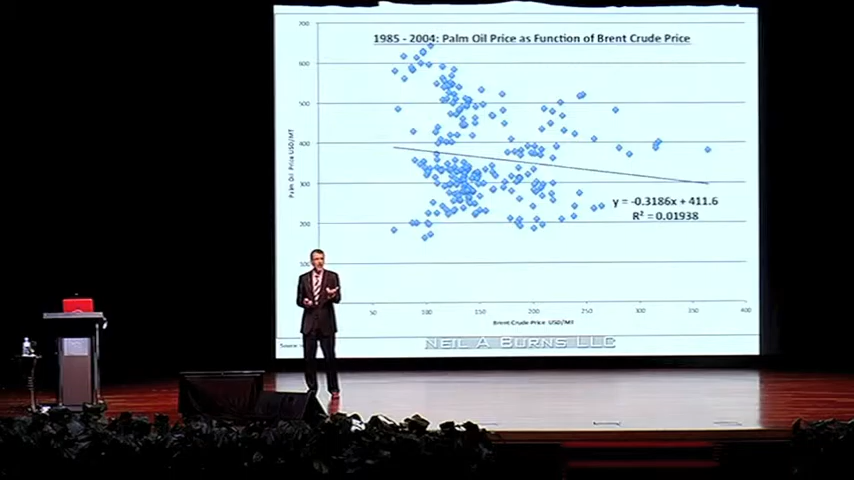 1985 - 2004: Palm Oil Price as Function of Brent Crude Price
700
600
500
400
300
200
100
Palm Oil Price USD/MT
y = -0.3186x + 411.6
R² = 0.01938
50
100
150
200
250
300
350
400
Brent Crude Price USD/MT
NEIL A BURNS LLC